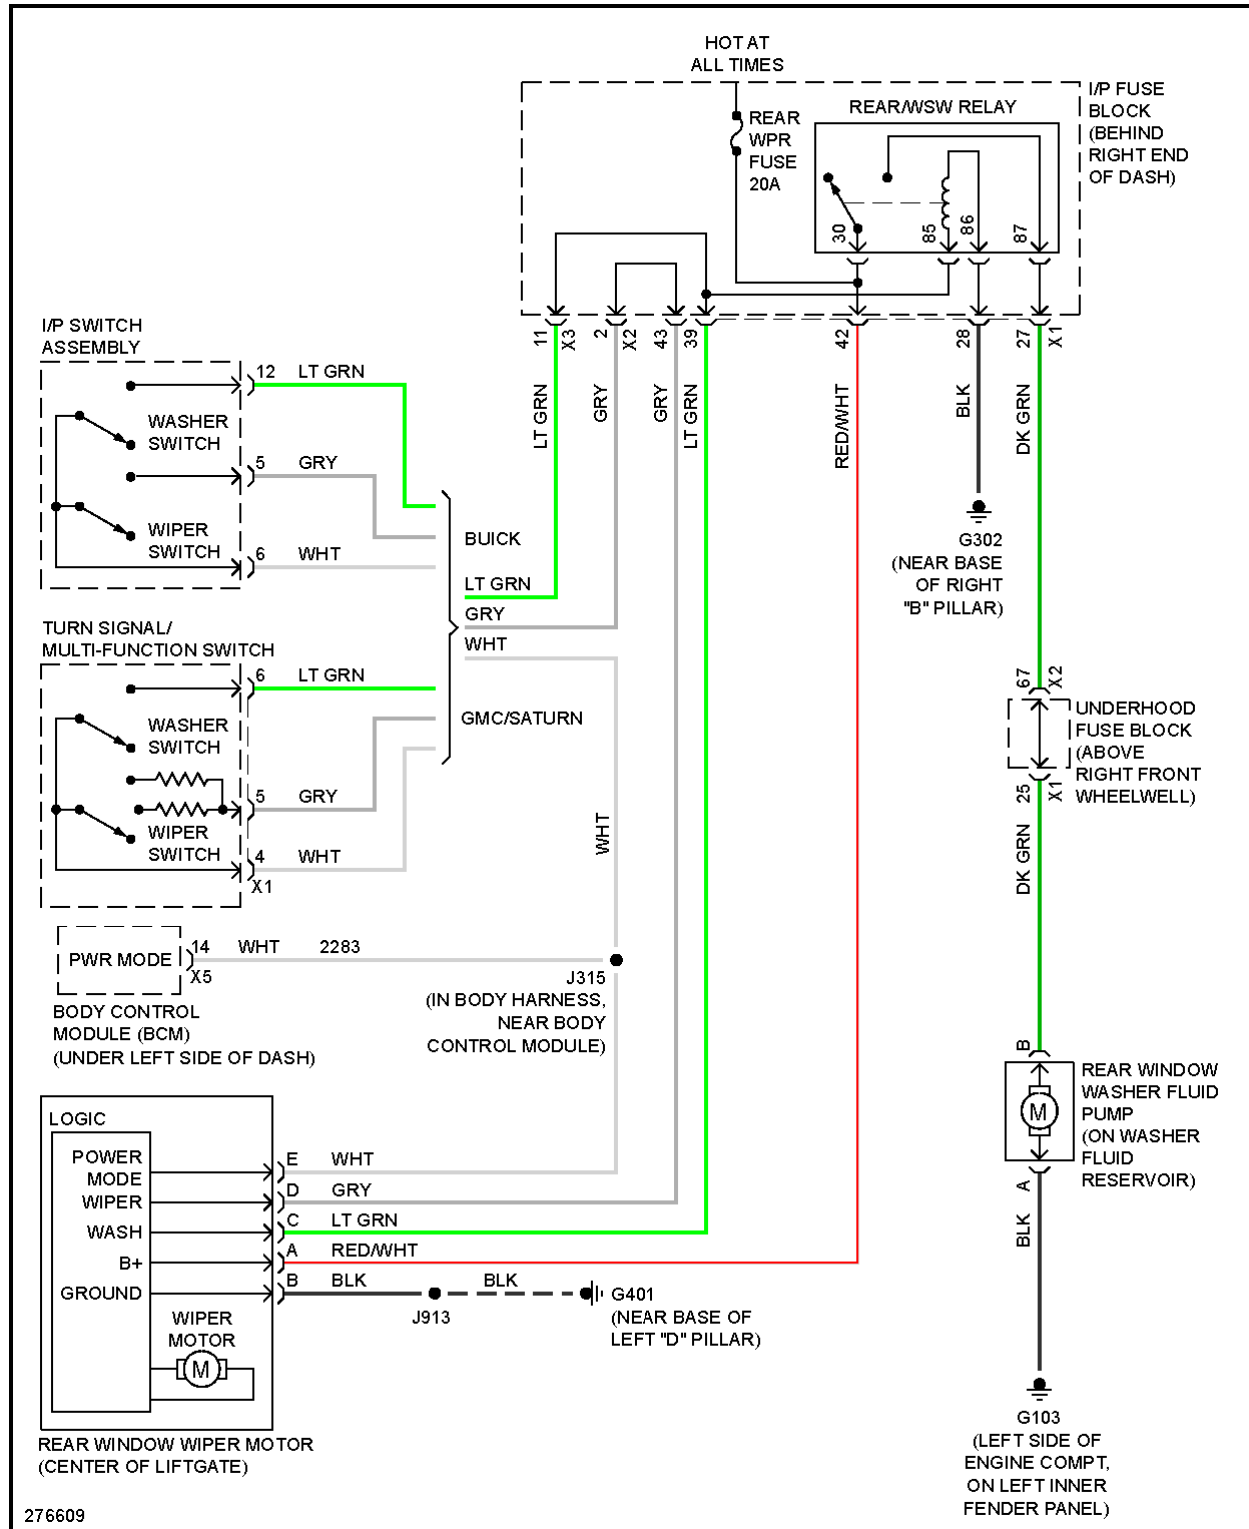 HOT AT
ALL TIMES
I/P FUSE
BLOCK
(BEHIND
RIGHT END
OF DASH)
REAR/WSW RELAY
REAR
WPR
FUSE
20A
30
85
86
87
11
X3
2
X2
43
39
42
28
27
X1
LT GRN
GRY
GRY
LT GRN
RED/WHT
BLK
DK GRN
I/P SWITCH
ASSEMBLY
12
LT GRN
WASHER
SWITCH
5
GRY
WIPER
SWITCH
6
WHT
BUICK
LT GRN
GRY
WHT
G302
(NEAR BASE
OF RIGHT
"B" PILLAR)
TURN SIGNAL/
MULTI-FUNCTION SWITCH
6
LT GRN
WASHER
SWITCH
GMC/SATURN
5
GRY
WIPER
SWITCH
4
WHT
X1
WHT
67
X2
UNDERHOOD
FUSE BLOCK
(ABOVE
RIGHT FRONT
WHEELWELL)
25
X1
DK GRN
PWR MODE
14
WHT
2283
X5
J315
(IN BODY HARNESS,
NEAR BODY
CONTROL MODULE)
BODY CONTROL
MODULE (BCM)
(UNDER LEFT SIDE OF DASH)
B
REAR WINDOW
WASHER FLUID
PUMP
(ON WASHER
FLUID
RESERVOIR)
M
A
BLK
LOGIC
POWER
MODE
E
WHT
WIPER
D
GRY
WASH
C
LT GRN
B+
A
RED/WHT
GROUND
B
BLK
BLK
J913
G401
(NEAR BASE OF
LEFT "D" PILLAR)
WIPER
MOTOR
M
REAR WINDOW WIPER MOTOR
(CENTER OF LIFTGATE)
G103
(LEFT SIDE OF
ENGINE COMPT,
ON LEFT INNER
FENDER PANEL)
276609